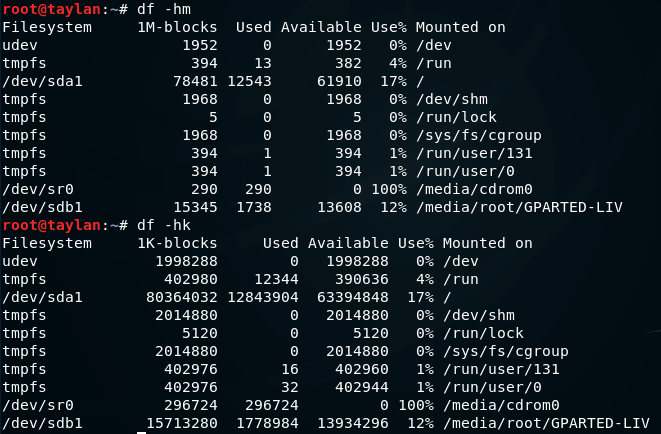 root@taylan:~# df -hm
Filesystem     1M-blocks  Used Available Use% Mounted on
udev                1952     0      1952   0% /dev
tmpfs                394    13       382   4% /run
/dev/sda1          78481 12543     61910  17% /
tmpfs               1968     0      1968   0% /dev/shm
tmpfs                  5     0         5   0% /run/lock
tmpfs               1968     0      1968   0% /sys/fs/cgroup
tmpfs                394     1       394   1% /run/user/131
tmpfs                394     1       394   1% /run/user/0
/dev/sr0             290   290         0 100% /media/cdrom0
/dev/sdb1          15345  1738     13608  12% /media/root/GPARTED-LIV
root@taylan:~# df -hk
Filesystem     1K-blocks     Used Available Use% Mounted on
udev             1998288        0   1998288   0% /dev
tmpfs             402980    12344    390636   4% /run
/dev/sda1       80364032 12843904  63394848  17% /
tmpfs            2014880        0   2014880   0% /dev/shm
tmpfs               5120        0      5120   0% /run/lock
tmpfs            2014880        0   2014880   0% /sys/fs/cgroup
tmpfs             402976       16    402960   1% /run/user/131
tmpfs             402976       32    402944   1% /run/user/0
/dev/sr0          296724   296724         0 100% /media/cdrom0
/dev/sdb1       15713280  1778984  13934296  12% /media/root/GPARTED-LIV